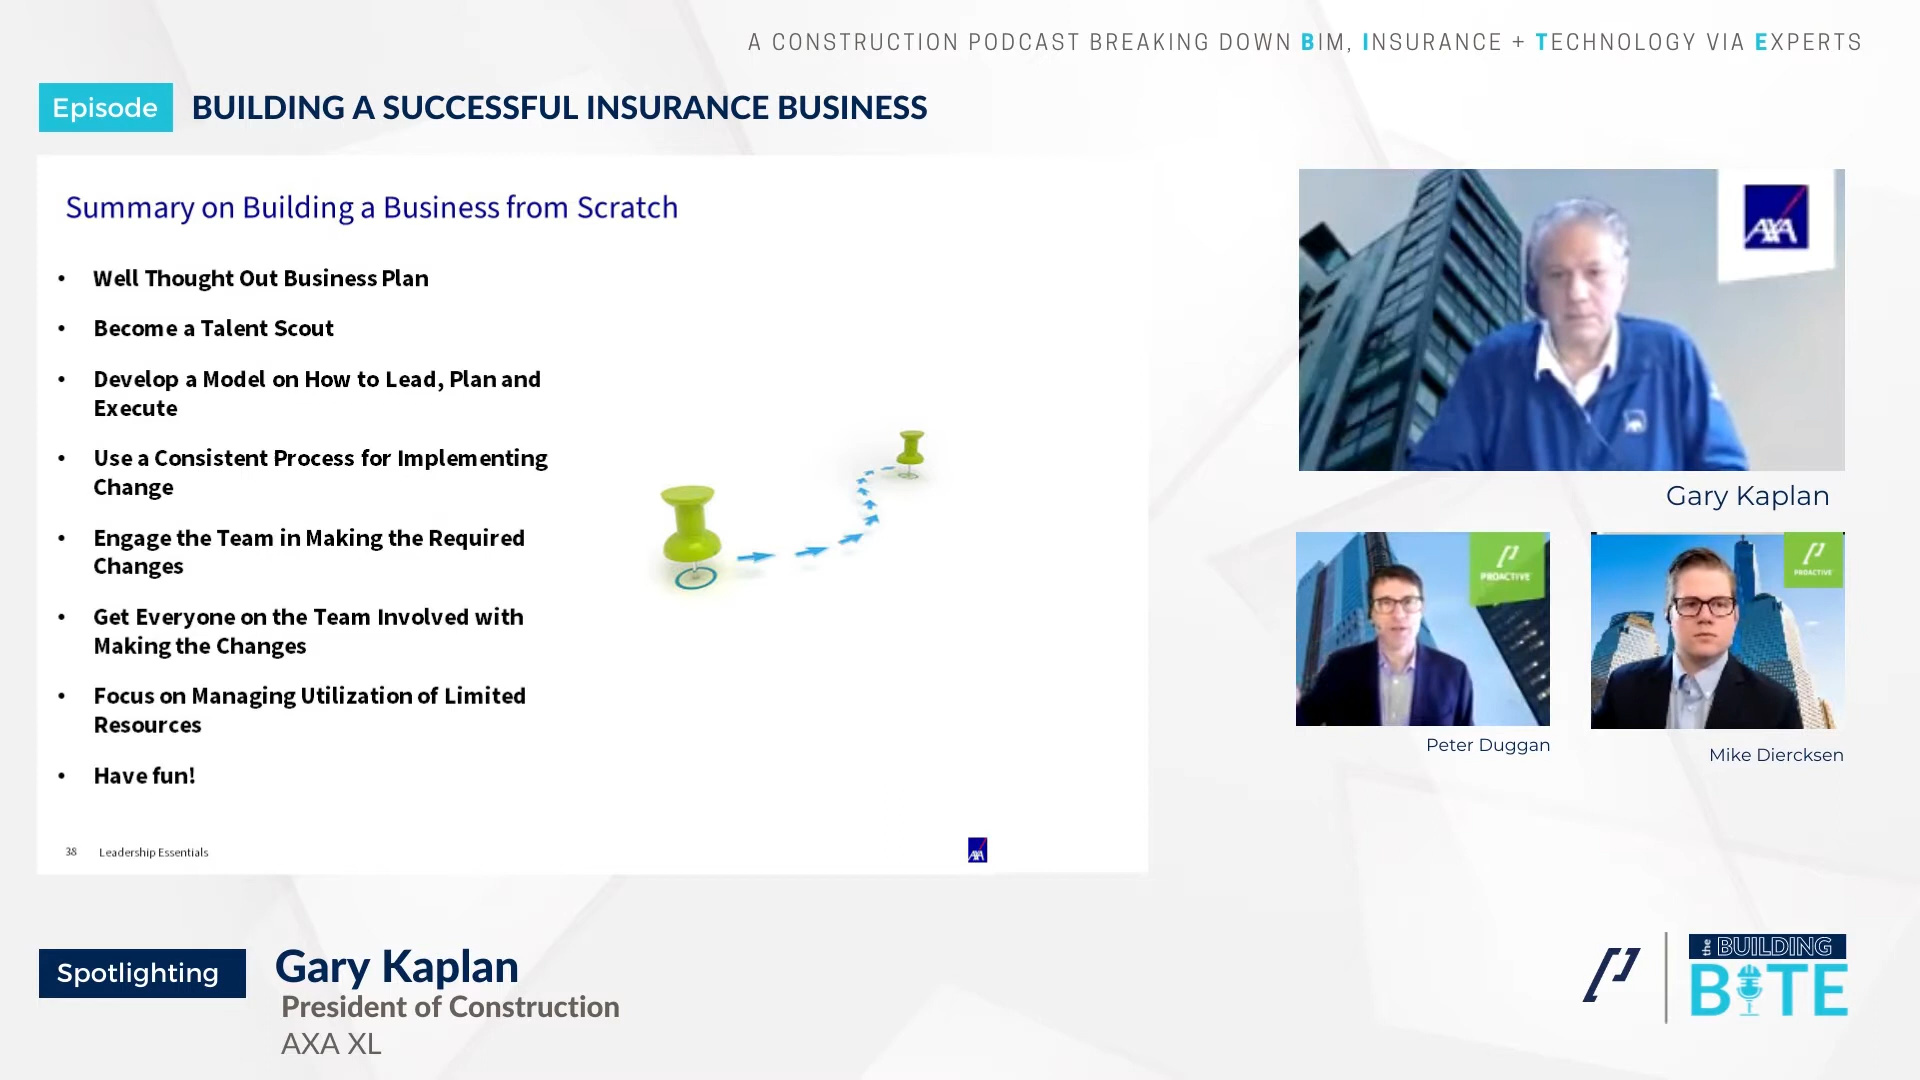 A CONSTRUCTION PODCAST BREAKING DOWN BIM, INSURANCE + TECHNOLOGY VIA EXPERTS
Episode
BUILDING A SUCCESSFUL INSURANCE BUSINESS
Summary on Building a Business from Scratch
• Well Thought Out Business Plan
• Become a Talent Scout
• Develop a Model on How to Lead, Plan and
Execute
• Use a Consistent Process for Implementing
Change
• Engage the Team in Making the Required
Changes
• Get Everyone on the Team Involved with
Making the Changes
• Focus on Managing Utilization of Limited
Resources
• Have fun!
38 Leadership Essentials
AXA
AXA
Gary Kaplan
PROACTIVE
Peter Duggan
PROACTIVE
Mike Diercksen
Spotlighting
Gary Kaplan
President of Construction
AXA XL
the BUILDING
BITE